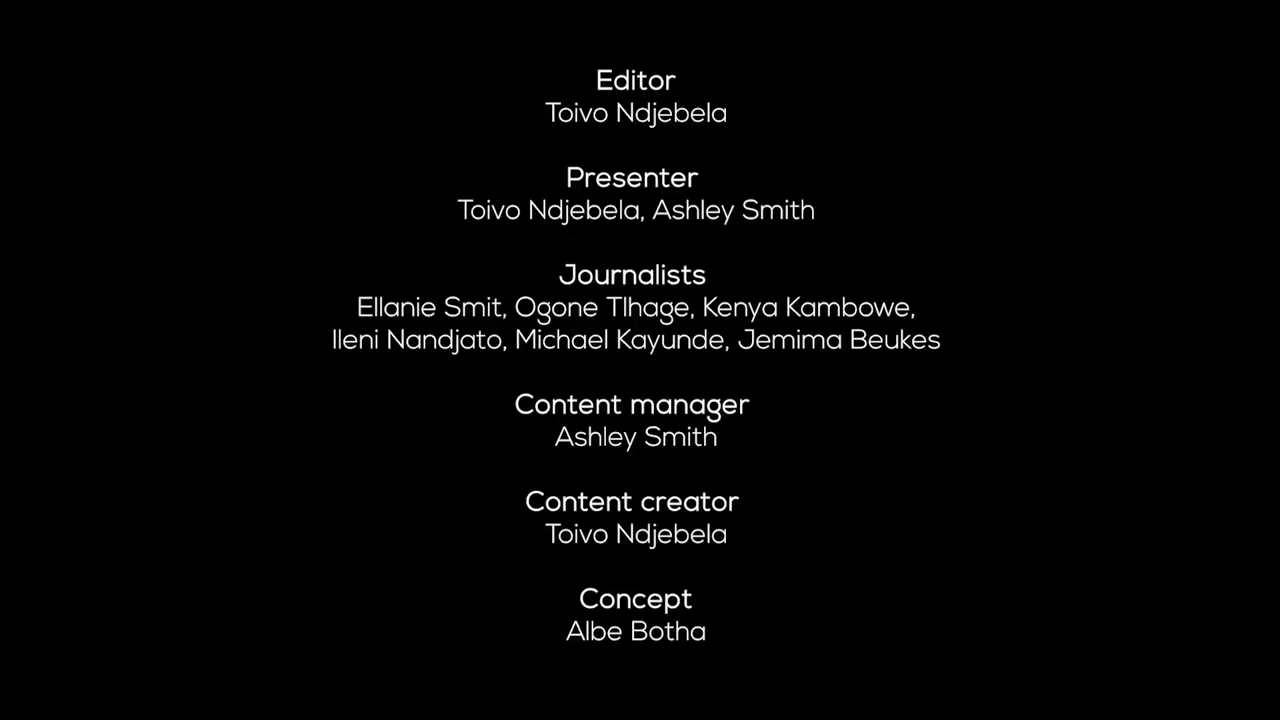 Editor
Toivo Ndjebela
Presenter
Toivo Ndjebela, Ashley Smith
Journalists
Ellanie Smit, Ogone Tlhage, Kenya Kambowe,
Ileni Nandjato, Michael Kayunde, Jemima Beukes
Content manager
Ashley Smith
Content creator
Toivo Ndjebela
Concept
Albe Botha